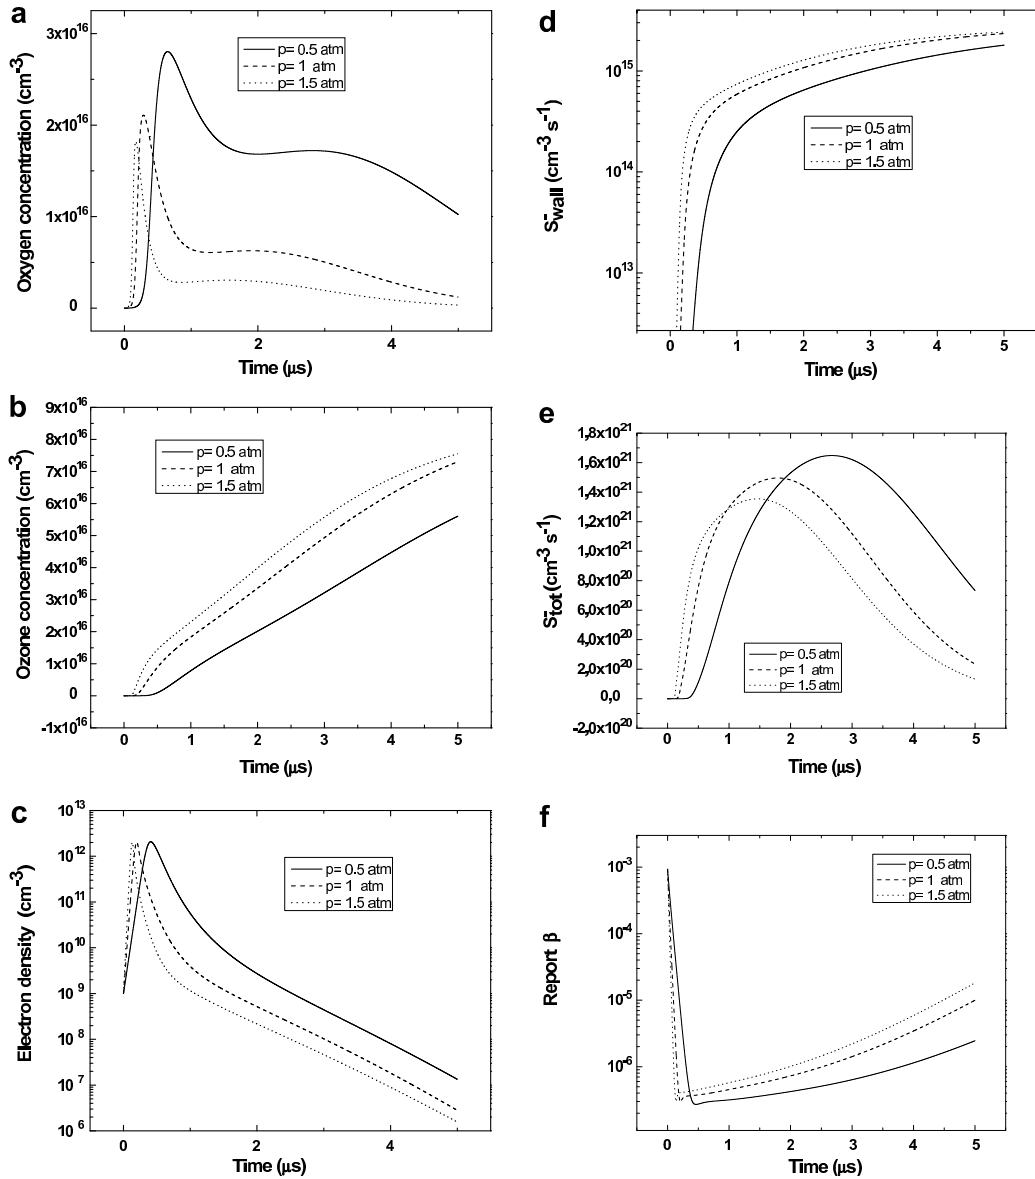 a
Oxygen concentration (cm-3)
3x10^16
2x10^16
1x10^16
0
p= 0.5 atm
p= 1 atm
p= 1.5 atm
0 2 4
Time (μs)
b
Ozone concentration (cm-3)
9x10^16
8x10^16
7x10^16
6x10^16
5x10^16
4x10^16
3x10^16
2x10^16
1x10^16
0
-1x10^16
p= 0.5 atm
p= 1 atm
p= 1.5 atm
0 1 2 3 4 5
Time (μs)
c
Electron density (cm-3)
10^13
10^12
10^11
10^10
10^9
10^8
10^7
10^6
p= 0.5 atm
p= 1 atm
p= 1.5 atm
0 2 4
Time (μs)
d
S-wall (cm-3 s-1)
10^15
10^14
10^13
p= 0.5 atm
p= 1 atm
p= 1.5 atm
0 1 2 3 4 5
Time (μs)
e
S-tot (cm-3 s-1)
1,8x10^21
1,6x10^21
1,4x10^21
1,2x10^21
1,0x10^21
8,0x10^20
6,0x10^20
4,0x10^20
2,0x10^20
0,0
-2,0x10^20
p= 0.5 atm
p= 1 atm
p= 1.5 atm
0 1 2 3 4 5
Time (μs)
f
Report β
10^-3
10^-4
10^-5
10^-6
p= 0.5 atm
p= 1 atm
p= 1.5 atm
0 1 2 3 4 5
Time (μs)